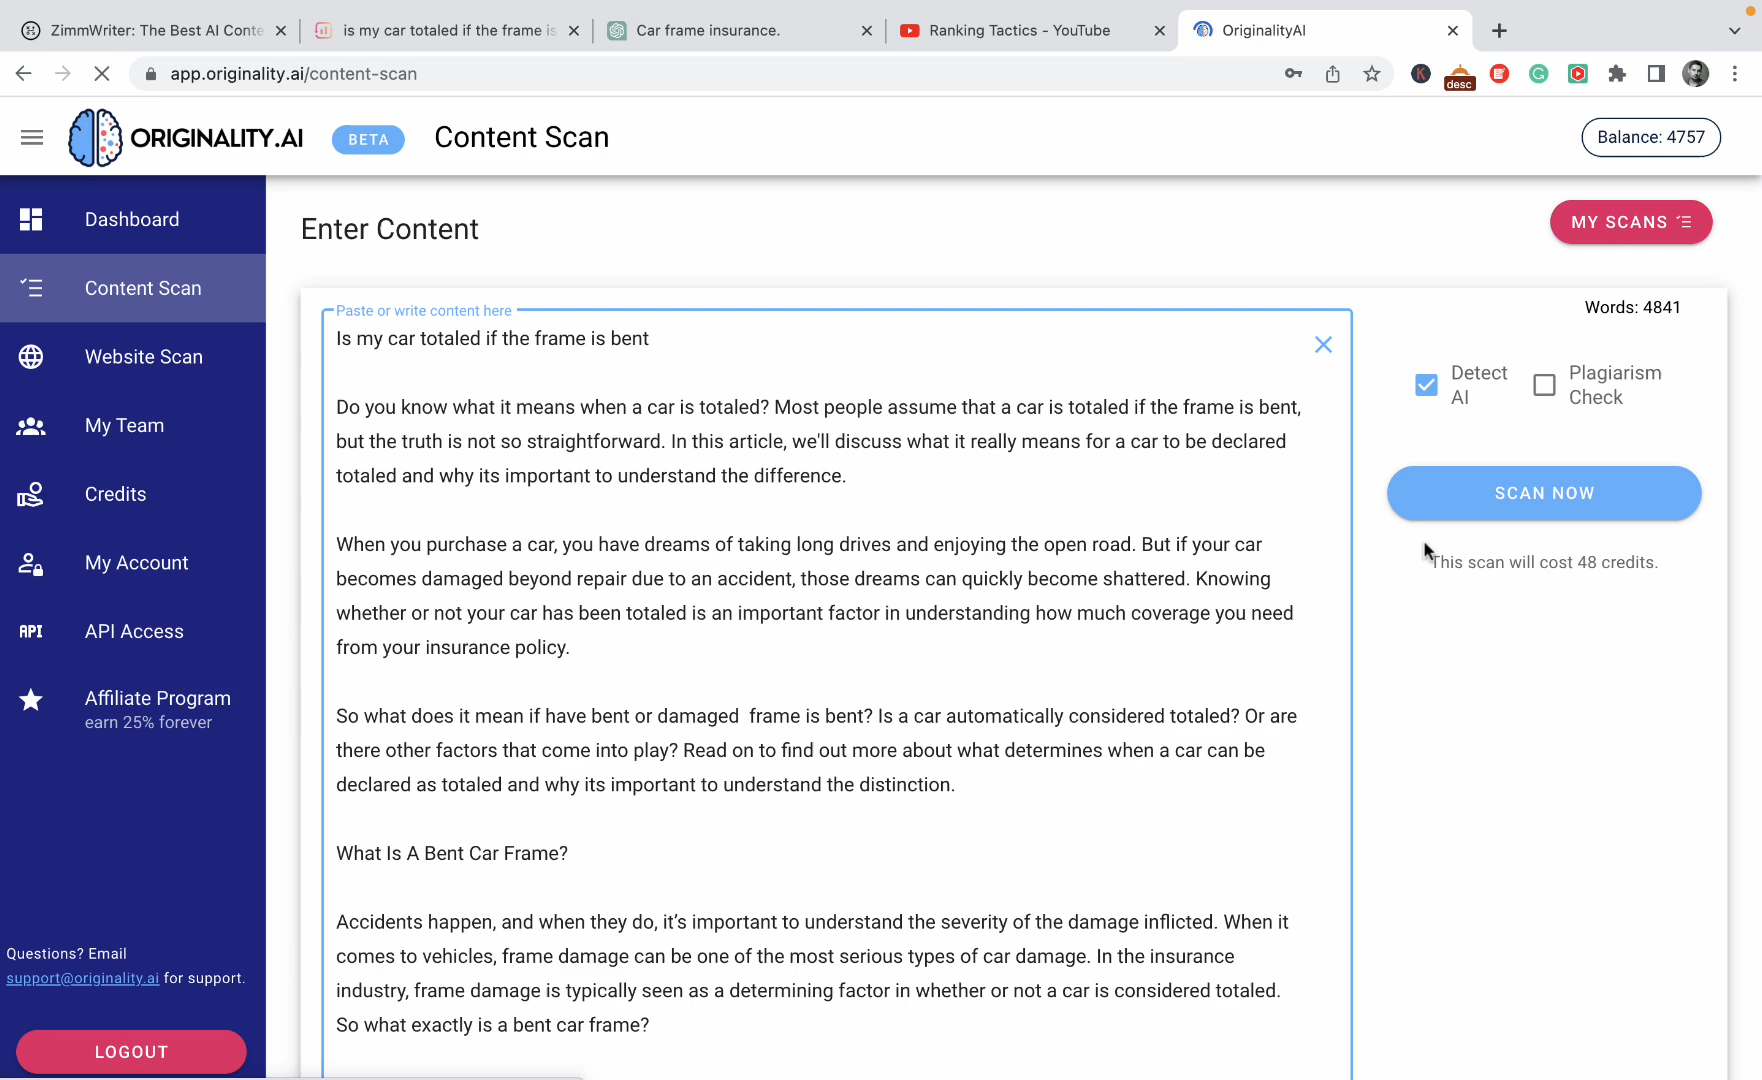 ZimmWriter: The Best AI Conte
is my car totaled if the frame is
Car frame insurance.
Ranking Tactics - YouTube
OriginalityAI
app.originality.ai/content-scan
K
desc
ORIGINALITY.AI
BETA
Content Scan
Balance: 4757
Dashboard
Content Scan
Website Scan
My Team
Credits
My Account
API
API Access
Affiliate Program
earn 25% forever
Questions? Email
support@originality.ai for support.
LOGOUT
Enter Content
MY SCANS
Paste or write content here
Is my car totaled if the frame is bent
Do you know what it means when a car is totaled? Most people assume that a car is totaled if the frame is bent,
but the truth is not so straightforward. In this article, we'll discuss what it really means for a car to be declared
totaled and why its important to understand the difference.
When you purchase a car, you have dreams of taking long drives and enjoying the open road. But if your car
becomes damaged beyond repair due to an accident, those dreams can quickly become shattered. Knowing
whether or not your car has been totaled is an important factor in understanding how much coverage you need
from your insurance policy.
So what does it mean if have bent or damaged  frame is bent? Is a car automatically considered totaled? Or are
there other factors that come into play? Read on to find out more about what determines when a car can be
declared as totaled and why its important to understand the distinction.
What Is A Bent Car Frame?
Accidents happen, and when they do, it’s important to understand the severity of the damage inflicted. When it
comes to vehicles, frame damage can be one of the most serious types of car damage. In the insurance
industry, frame damage is typically seen as a determining factor in whether or not a car is considered totaled.
So what exactly is a bent car frame?
Words: 4841
Detect
AI
Plagiarism
Check
SCAN NOW
This scan will cost 48 credits.